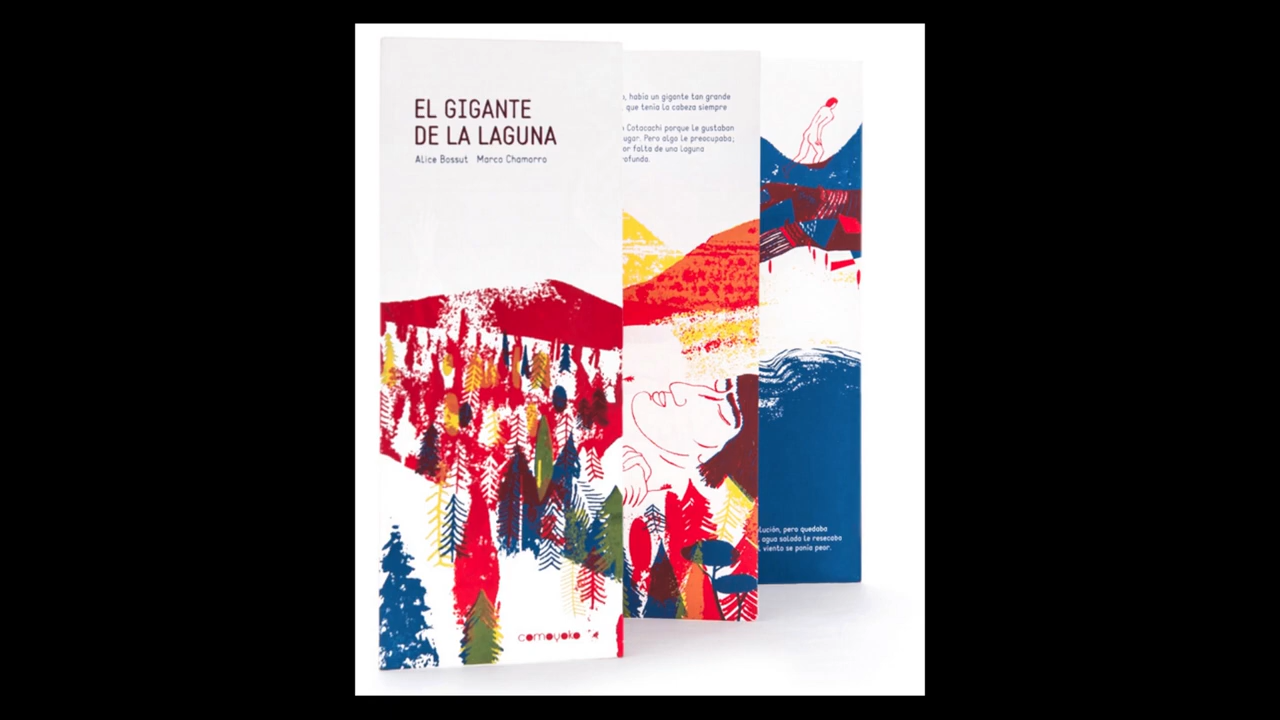 EL GIGANTE
DE LA LAGUNA
Alice Bossut Marco Chamorro
comoyoko
, había un gigante tan grande
que tenía la cabeza siempre
Cotacachi porque le gustaban
ugar. Pero algo le preocupaba;
or falta de una laguna
rofunda.
lución, pero quedaba
, agua salada le resecaba
l viento se ponía peor.